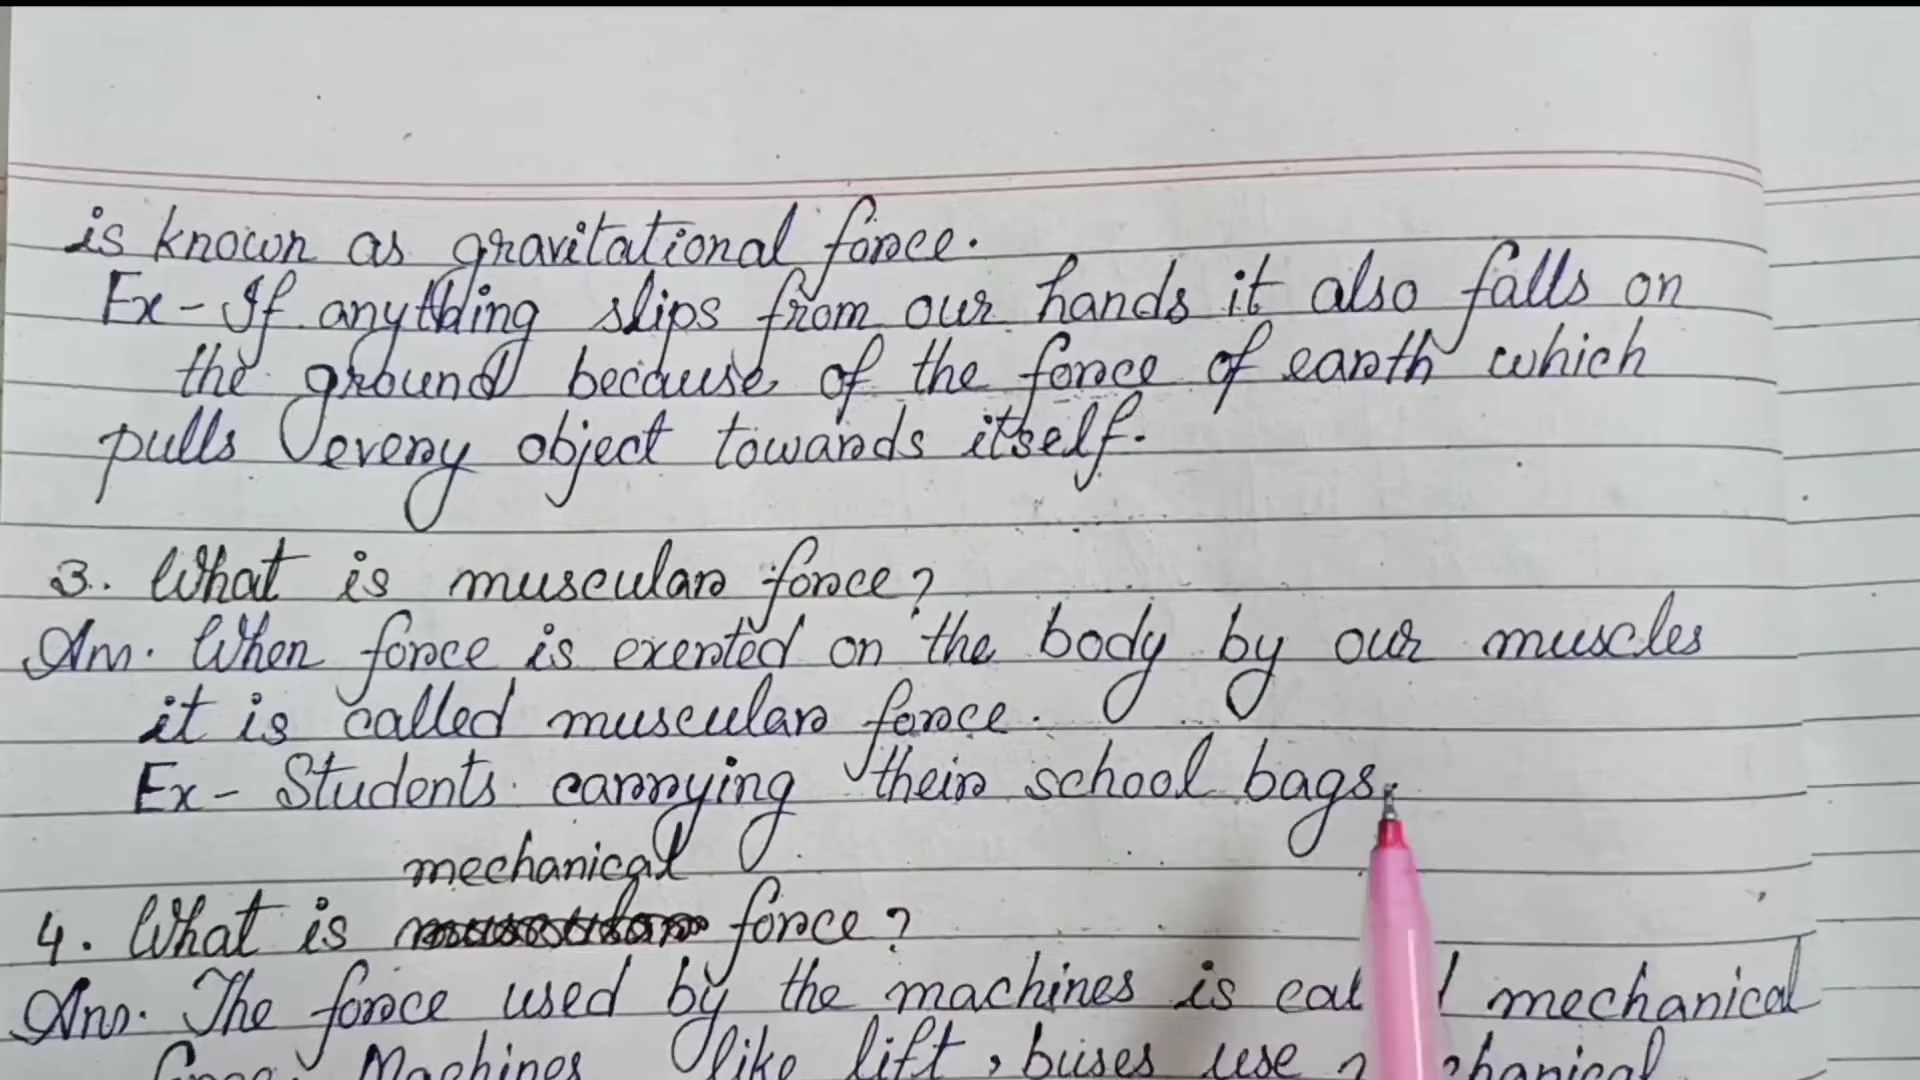 is known as gravitational force.
Ex - If anything slips from our hands it also falls on
the ground because of the force of earth which
pulls every object towards itself.
3. What is muscular force?
Ans. When force is exerted on the body by our muscles
it is called muscular force.
Ex - Students carrying their school bags.
mechanical
4. What is muscular force?
Ans. The force used by the machines is called mechanical
force. Machines like lift, buses use mechanical